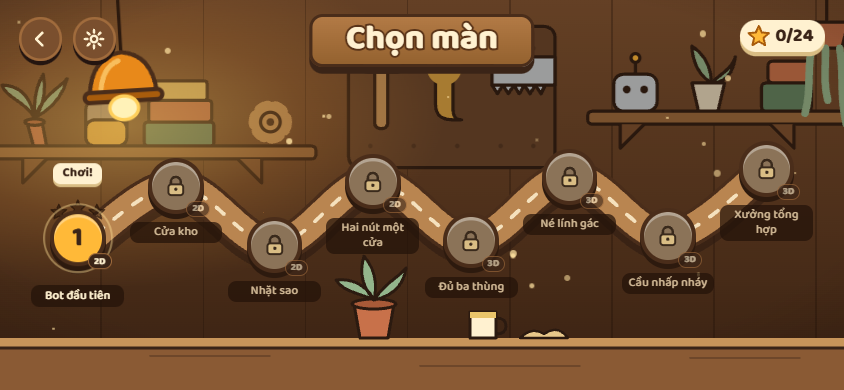 Chọn màn
0/24
Chơi!
1
2D
Bot đầu tiên
2D
Cửa kho
2D
Nhặt sao
2D
Hai nút một
cửa
3D
Đủ ba thùng
3D
Né lính gác
3D
Cầu nhấp nháy
3D
Xưởng tổng
hợp